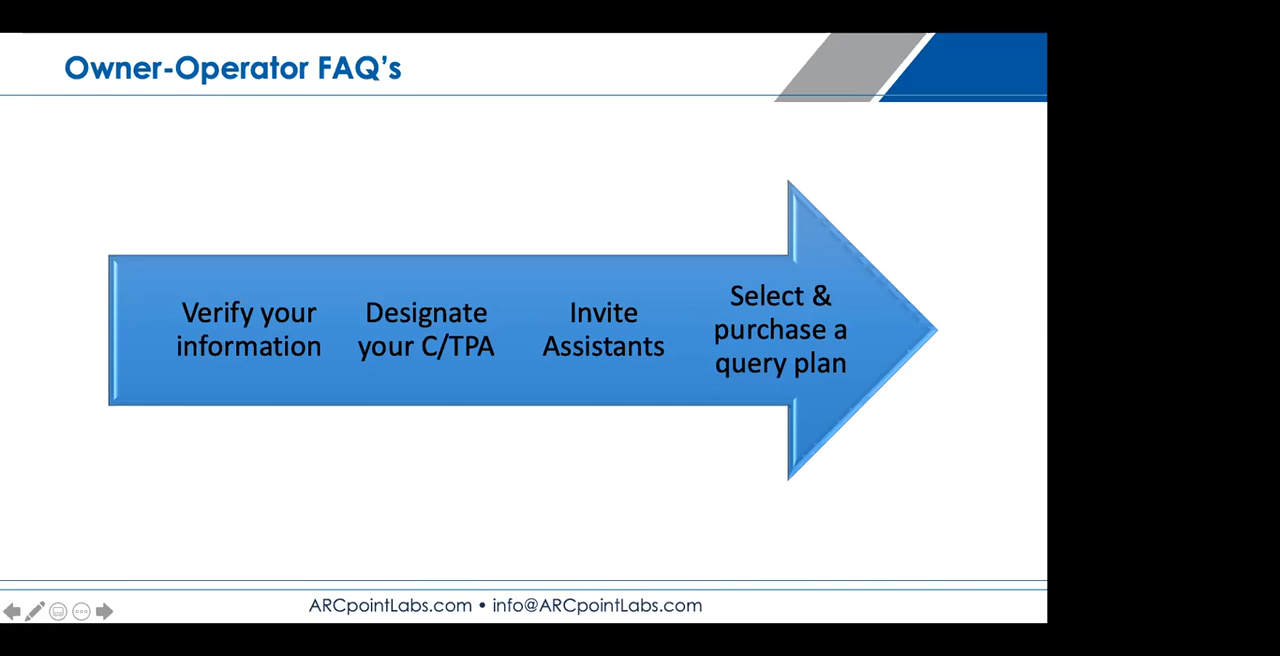 Owner-Operator FAQ's
Verify your
information
Designate
your C/TPA
Invite
Assistants
Select &
purchase a
query plan
ARCpointLabs.com • info@ARCpointLabs.com